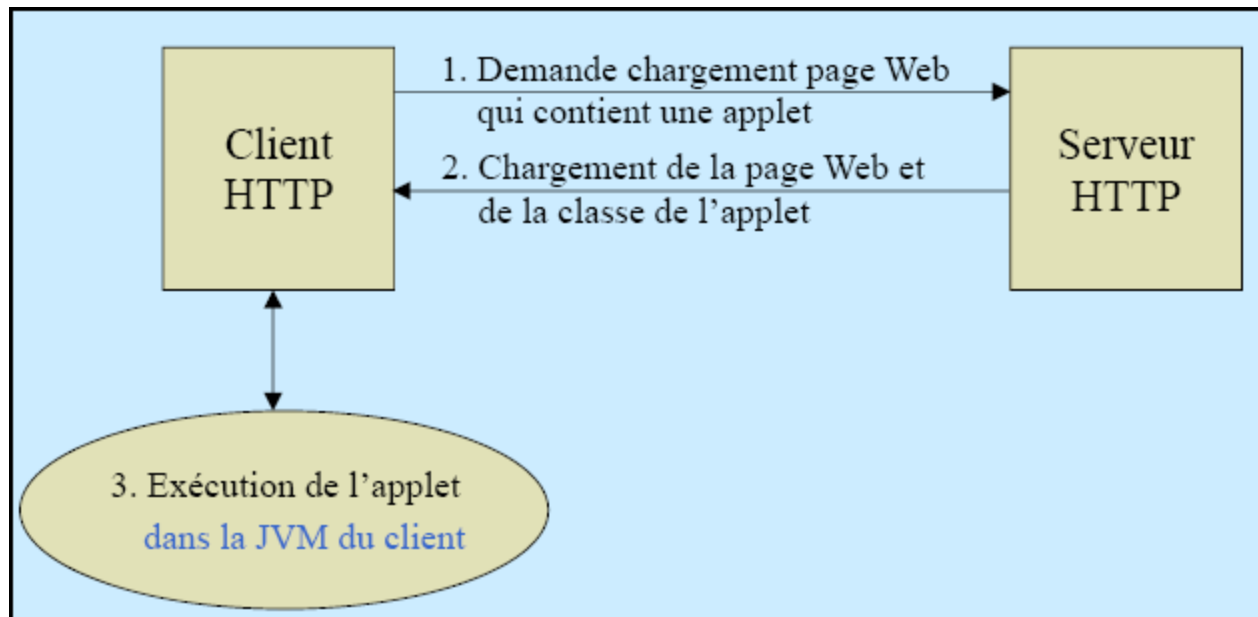 Client
HTTP
1. Demande chargement page Web
qui contient une applet
2. Chargement de la page Web et
de la classe de l’applet
Serveur
HTTP
3. Exécution de l’applet
dans la JVM du client